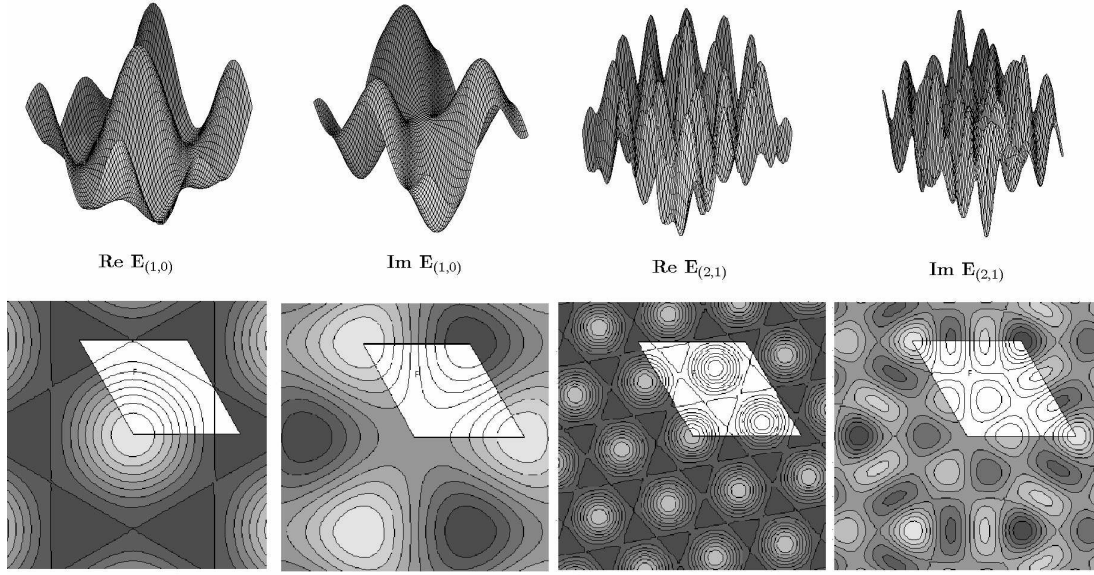 Re E(1,0)
Im E(1,0)
Re E(2,1)
Im E(2,1)
F
F
F